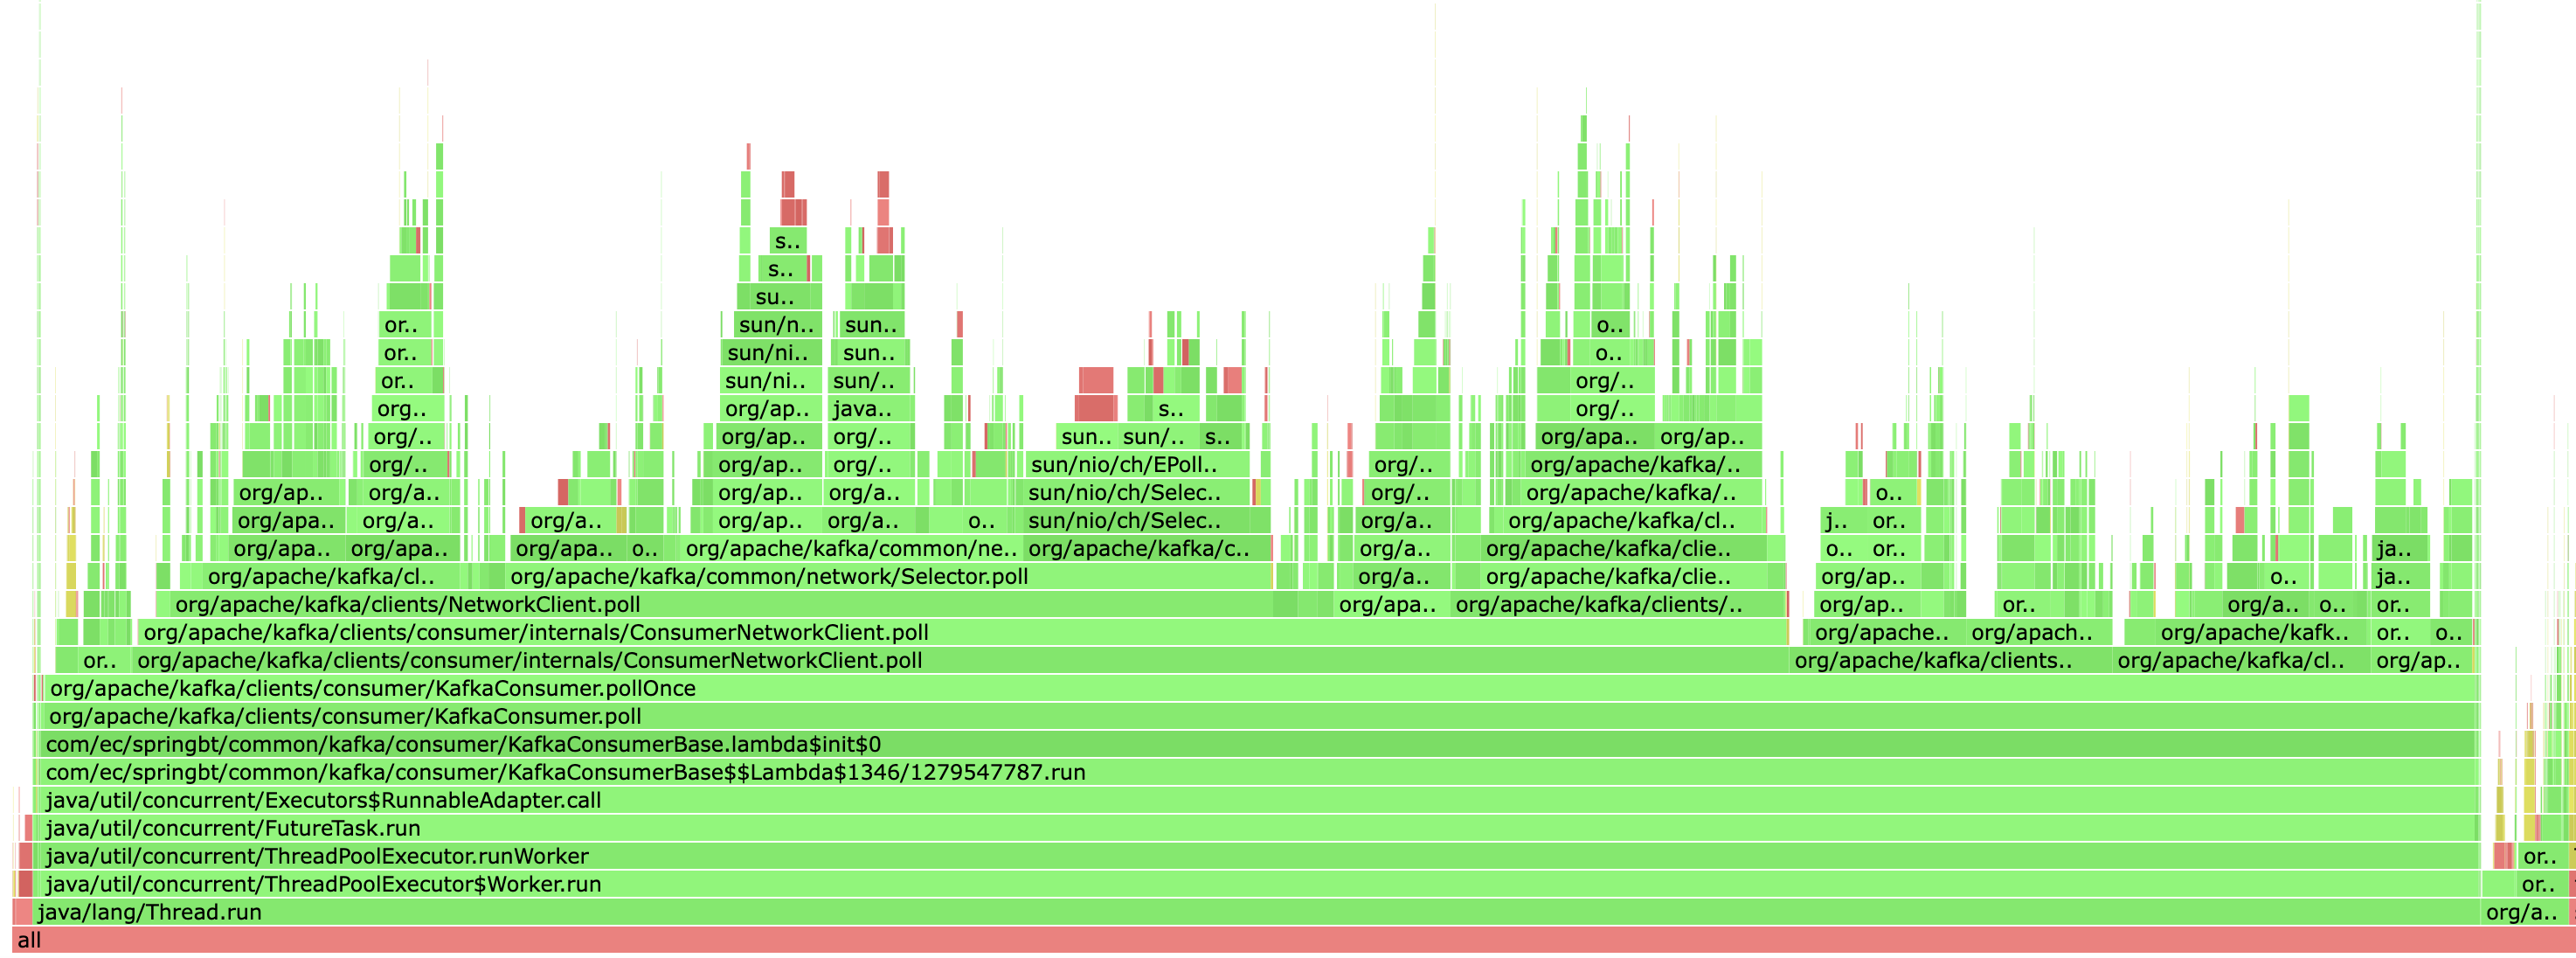 s..
s..
su..
or.. sun/n.. sun.. o..
or.. sun/ni.. sun.. o..
or.. sun/ni.. sun/.. org/..
org.. org/ap.. java.. s.. org/..
org/.. org/ap.. org/.. sun.. sun/.. s.. org/apa.. org/ap..
org/.. org/ap.. org/.. sun/nio/ch/EPoll.. org/.. org/apache/kafka/..
org/ap.. org/a.. org/ap.. org/a.. sun/nio/ch/Selec.. org/.. org/apache/kafka/.. o..
org/apa.. org/a.. org/a.. org/ap.. org/a.. o.. sun/nio/ch/Selec.. org/a.. org/apache/kafka/cl.. j.. or..
org/apa.. org/apa.. org/apa.. o.. org/apache/kafka/common/ne.. org/apache/kafka/c.. org/a.. org/apache/kafka/clie.. o.. or.. ja..
org/apache/kafka/cl.. org/apache/kafka/common/network/Selector.poll org/a.. org/apache/kafka/clie.. org/ap.. o.. ja..
org/apache/kafka/clients/NetworkClient.poll org/apa.. org/apache/kafka/clients/.. org/ap.. or.. org/a.. o.. or..
org/apache/kafka/clients/consumer/internals/ConsumerNetworkClient.poll org/apache.. org/apach.. org/apache/kafk.. or.. o..
or.. org/apache/kafka/clients/consumer/internals/ConsumerNetworkClient.poll org/apache/kafka/clients.. org/apache/kafka/cl.. org/ap..
org/apache/kafka/clients/consumer/KafkaConsumer.pollOnce
org/apache/kafka/clients/consumer/KafkaConsumer.poll
com/ec/springbt/common/kafka/consumer/KafkaConsumerBase.lambda$init$0
com/ec/springbt/common/kafka/consumer/KafkaConsumerBase$$Lambda$1346/1279547787.run
java/util/concurrent/Executors$RunnableAdapter.call
java/util/concurrent/FutureTask.run
java/util/concurrent/ThreadPoolExecutor.runWorker or..
java/util/concurrent/ThreadPoolExecutor$Worker.run or..
java/lang/Thread.run org/a..
all